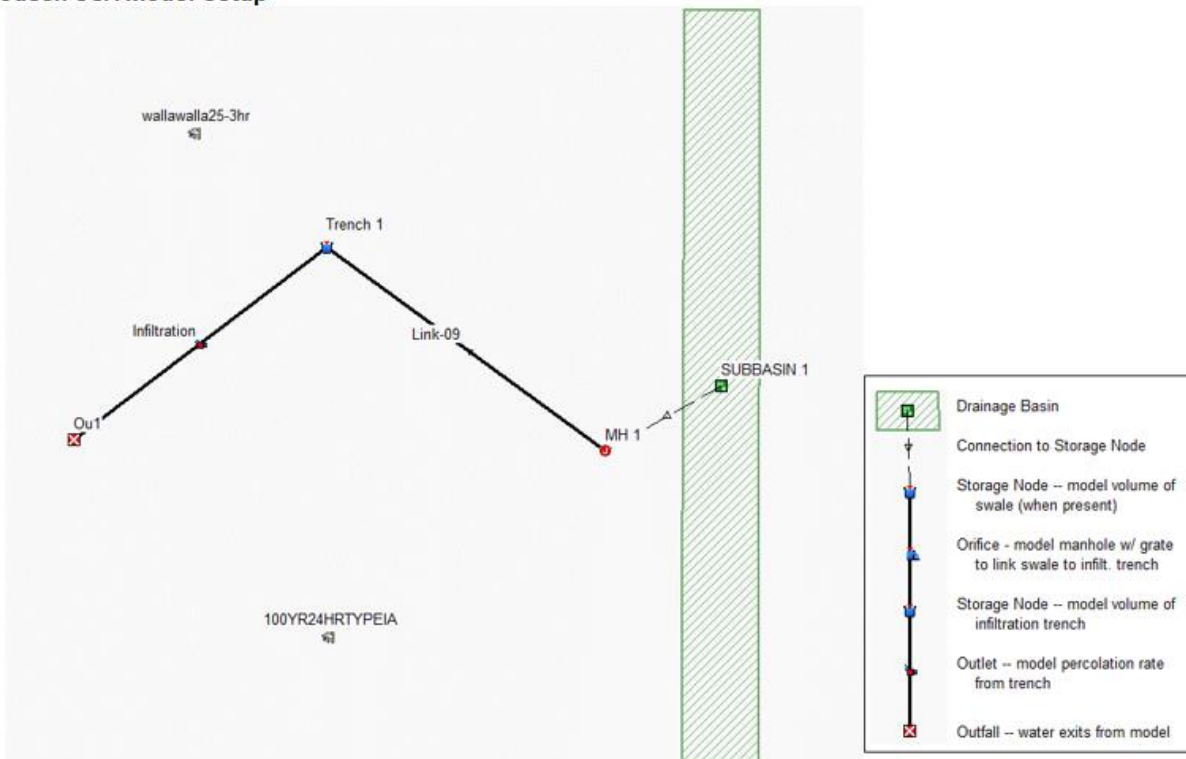 wallawalla25-3hr
Trench 1
Infiltration
Link-09
SUBBASIN 1
Ou1
MH 1
100YR24HRTYPEIA
Drainage Basin
Connection to Storage Node
Storage Node -- model volume of
swale (when present)
Orifice - model manhole w/ grate
to link swale to infilt. trench
Storage Node -- model volume of
infiltration trench
Outlet -- model percolation rate
from trench
Outfall -- water exits from model